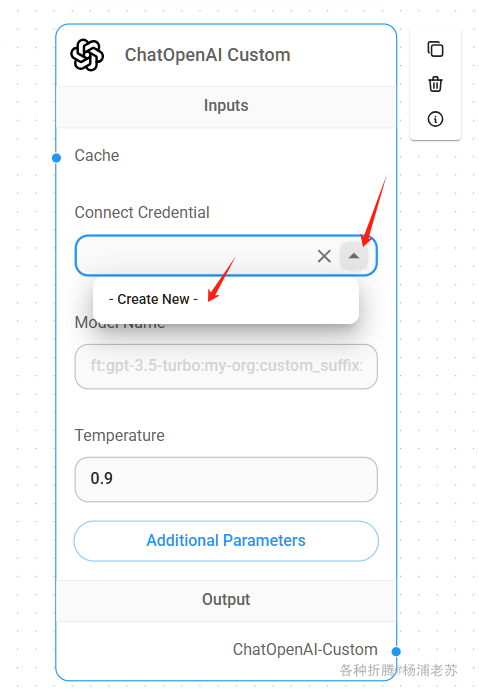 ChatOpenAI Custom
Inputs
Cache
Connect Credential
- Create New -
Model Name
ft:gpt-3.5-turbo:my-org:custom_suffix:
Temperature
0.9
Additional Parameters
Output
ChatOpenAI-Custom
各种折腾@杨浦老苏